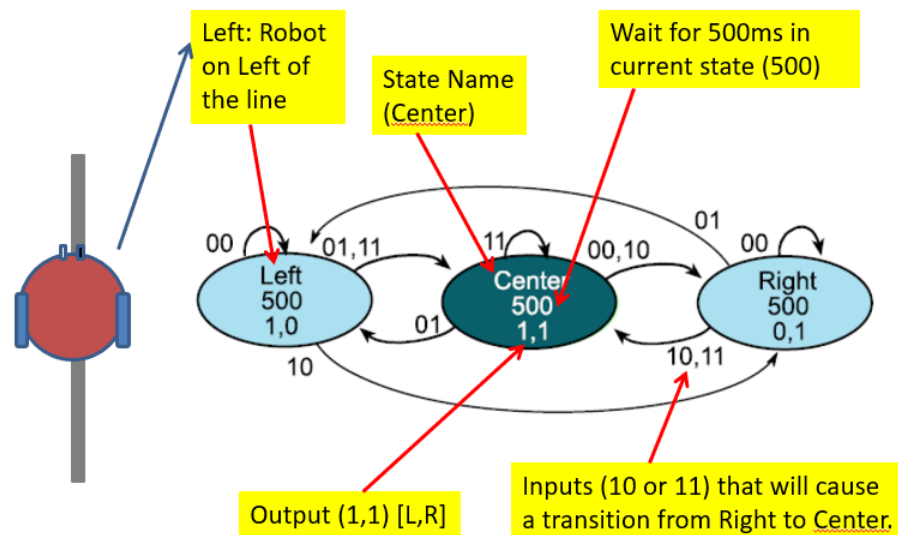 Left: Robot
on Left of
the line
State Name
(Center)
Wait for 500ms in
current state (500)
00
01,11
11
00,10
01
00
Left
500
1,0
Center
500
1,1
Right
500
0,1
01
10
10,11
Output (1,1) [L,R]
Inputs (10 or 11) that will cause
a transition from Right to Center.